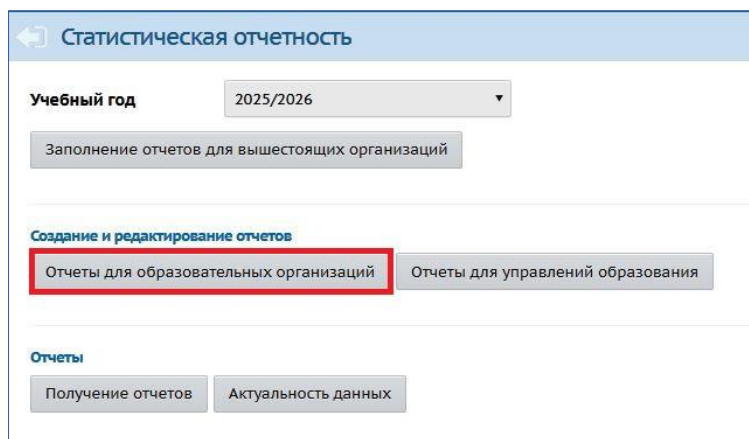 Статистическая отчетность
Учебный год 2025/2026
Заполнение отчетов для вышестоящих организаций
Создание и редактирование отчетов
Отчеты для образовательных организаций Отчеты для управлений образования
Отчеты
Получение отчетов Актуальность данных